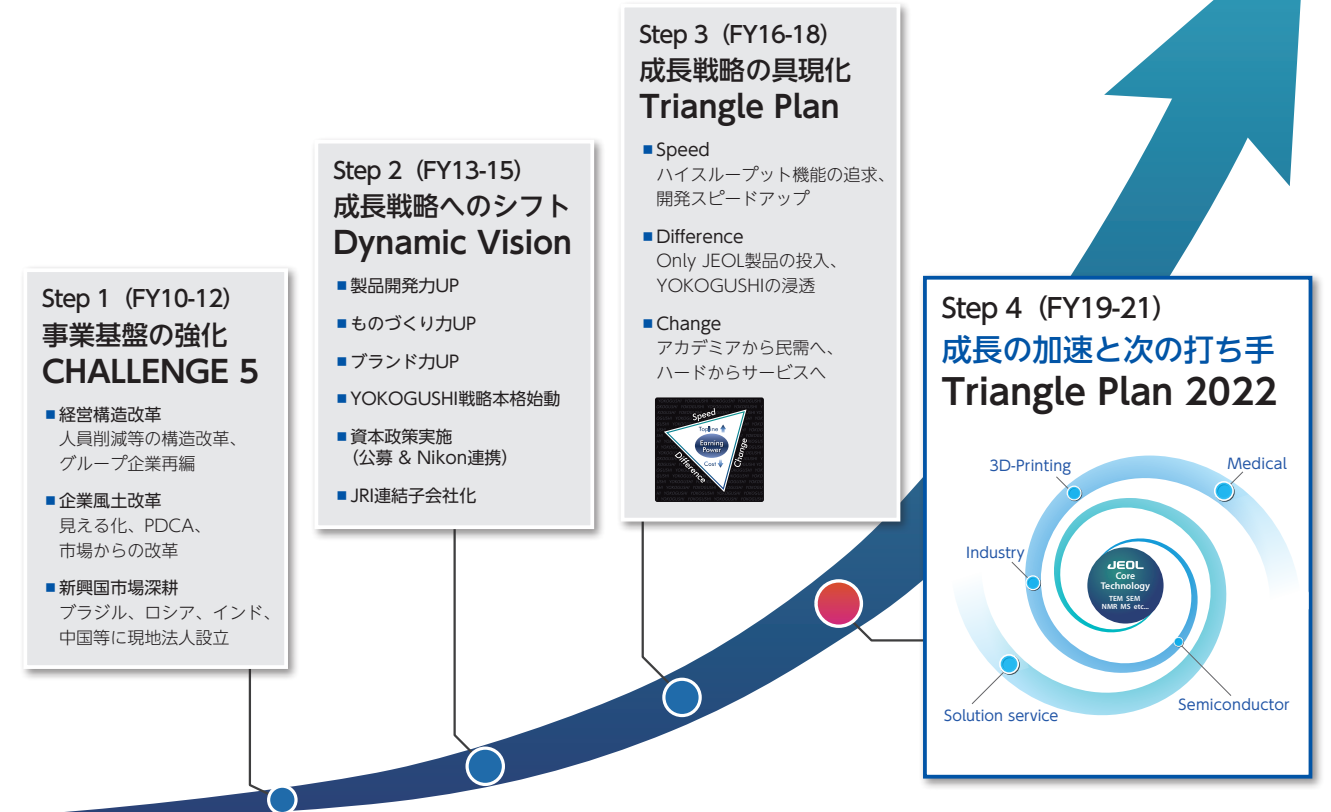 Step 1（FY10-12）
事業基盤の強化
CHALLENGE 5
■経営構造改革
人員削減等の構造改革、
グループ企業再編
■企業風土改革
見える化、PDCA、
市場からの改革
■新興国市場深耕
ブラジル、ロシア、インド、
中国等に現地法人設立
Step 2（FY13-15）
成長戦略へのシフト
Dynamic Vision
■製品開発力UP
■ものづくり力UP
■ブランド力UP
■YOKOGUSHI戦略本格始動
■資本政策実施
（公募 & Nikon連携）
■JRI連結子会社化
Step 3（FY16-18）
成長戦略の具現化
Triangle Plan
■Speed
ハイスループット機能の追求、
開発スピードアップ
■Difference
Only JEOL製品の投入、
YOKOGUSHIの浸透
■Change
アカデミアから民需へ、
ハードからサービスへ
Speed
Topline
Earning
Power
Cost
Difference
Change
Step 4（FY19-21）
成長の加速と次の打ち手
Triangle Plan 2022
3D-Printing
Medical
Industry
JEOL
Core
Technology
TEM SEM
NMR MS etc...
Solution service
Semiconductor